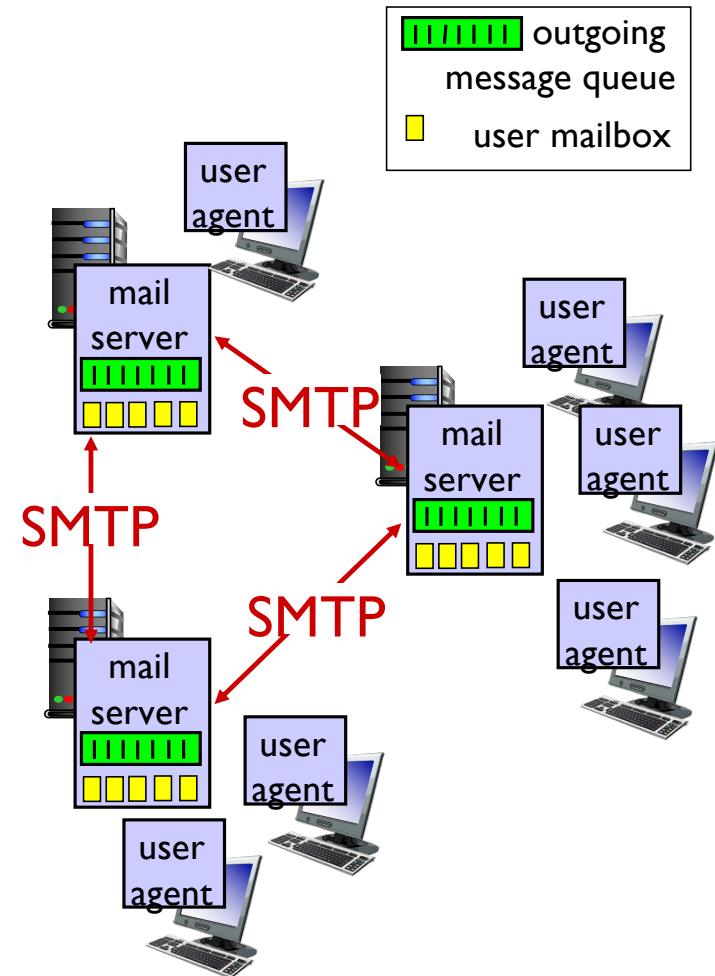 outgoing
message queue
user mailbox
user
agent
mail
server
SMTP
user
agent
mail
server
user
agent
SMTP
SMTP
user
agent
mail
server
user
agent
user
agent